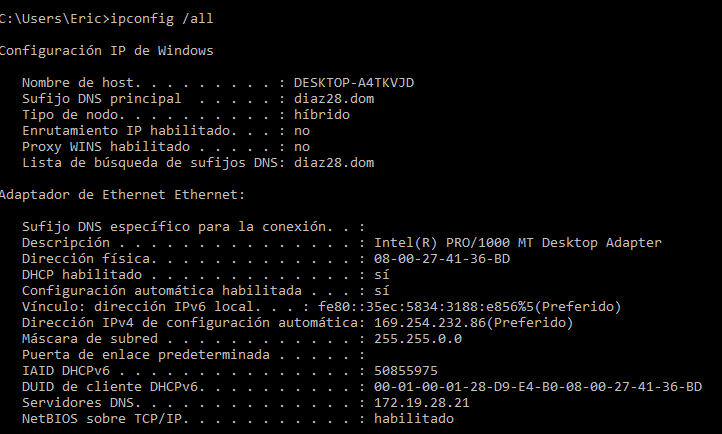 C:\Users\Eric>ipconfig /all
Configuración IP de Windows
Nombre de host. . . . . . . . . : DESKTOP-A4TKVJD
Sufijo DNS principal  . . . . . : diaz28.dom
Tipo de nodo. . . . . . . . . . : híbrido
Enrutamiento IP habilitado. . . : no
Proxy WINS habilitado . . . . . : no
Lista de búsqueda de sufijos DNS: diaz28.dom
Adaptador de Ethernet Ethernet:
Sufijo DNS específico para la conexión. . :
Descripción . . . . . . . . . . . . . . . : Intel(R) PRO/1000 MT Desktop Adapter
Dirección física. . . . . . . . . . . . . : 08-00-27-41-36-BD
DHCP habilitado . . . . . . . . . . . . . : sí
Configuración automática habilitada . . . : sí
Vínculo: dirección IPv6 local. . . : fe80::35ec:5834:3188:e856%5(Preferido)
Dirección IPv4 de configuración automática: 169.254.232.86(Preferido)
Máscara de subred . . . . . . . . . . . . : 255.255.0.0
Puerta de enlace predeterminada . . . . . :
IAID DHCPv6 . . . . . . . . . . . . . . . : 50855975
DUID de cliente DHCPv6. . . . . . . . . . : 00-01-00-01-28-D9-E4-B0-08-00-27-41-36-BD
Servidores DNS. . . . . . . . . . . . . . : 172.19.28.21
NetBIOS sobre TCP/IP. . . . . . . . . . . : habilitado